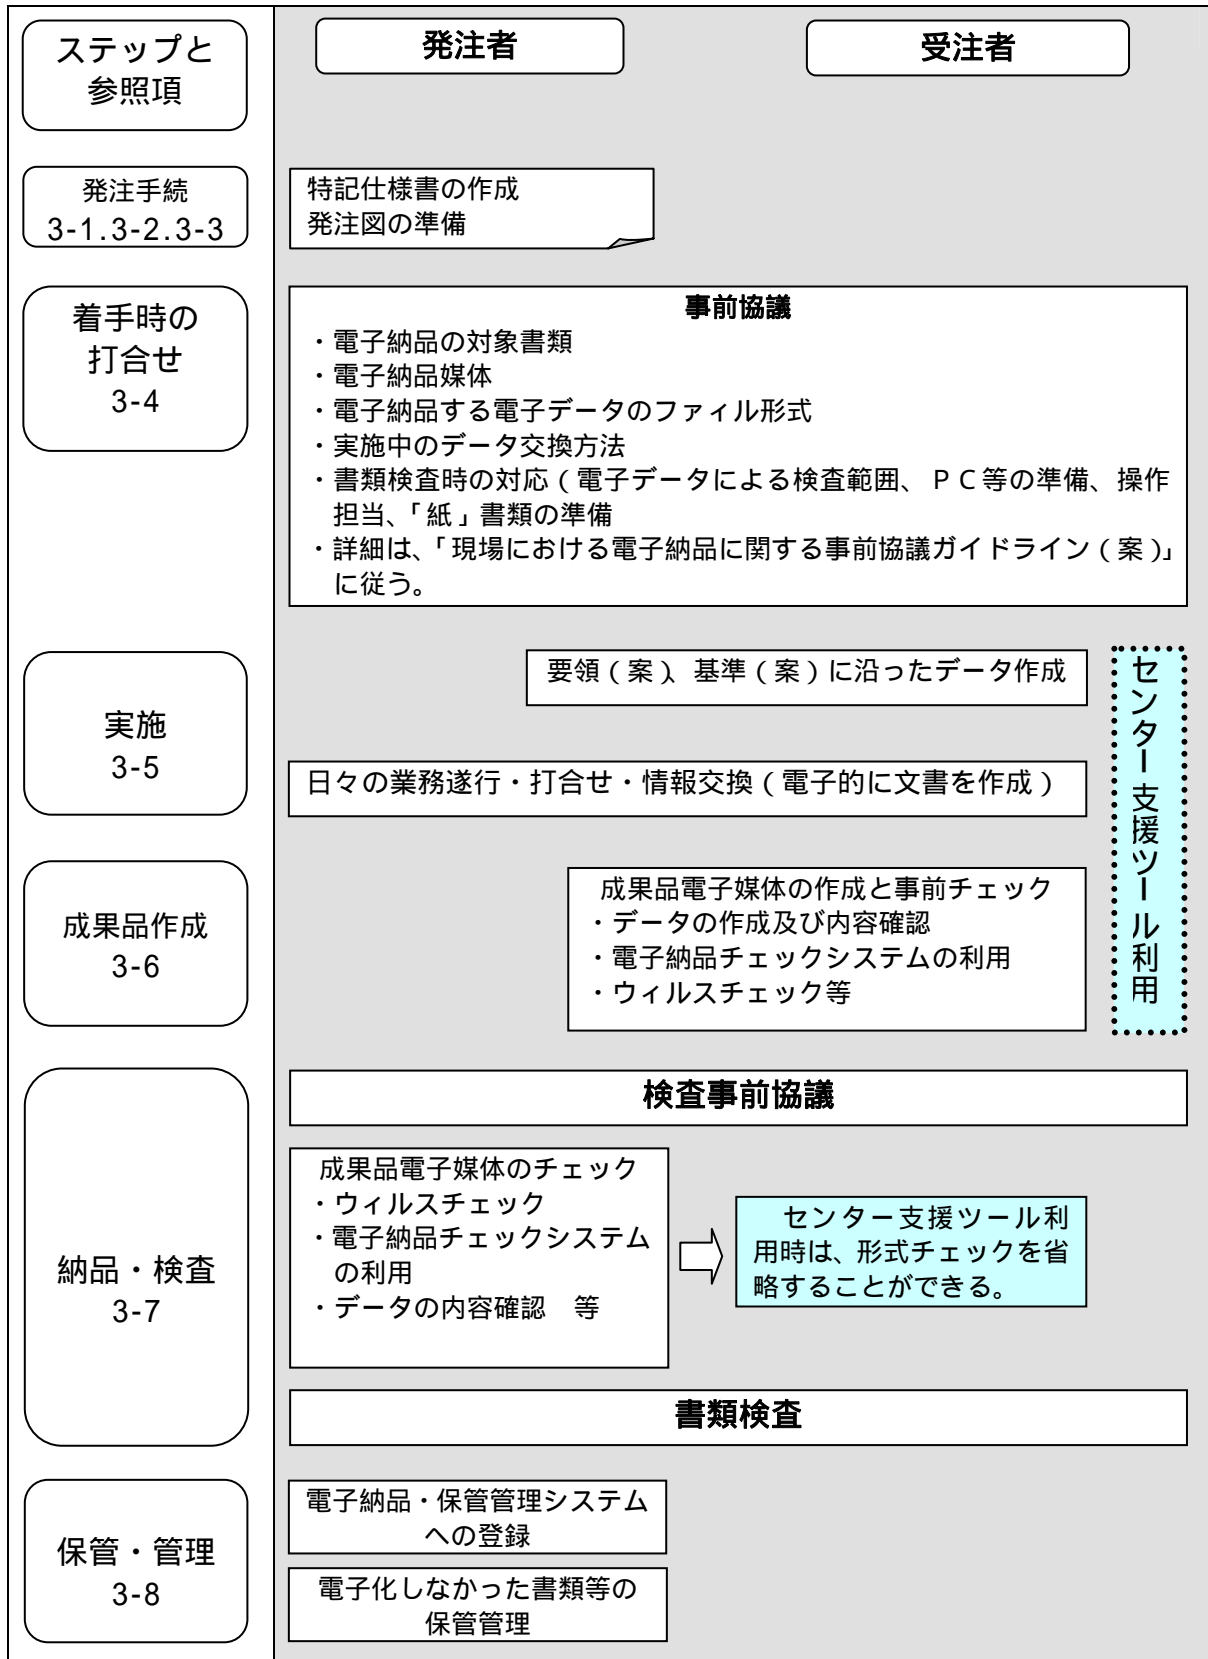 ステップと
参照項
発注者
受注者
発注手続
3-1.3-2.3-3
特記仕様書の作成
発注図の準備
着手時の
打合せ
3-4
事前協議
・電子納品の対象書類
・電子納品媒体
・電子納品する電子データのファィル形式
・実施中のデータ交換方法
・書類検査時の対応（電子データによる検査範囲、ＰＣ等の準備、操作
担当、「紙」書類の準備
・詳細は、「現場における電子納品に関する事前協議ガイドライン（案）」
に従う。
実施
3-5
要領（案）、基準（案）に沿ったデータ作成
日々の業務遂行・打合せ・情報交換（電子的に文書を作成）
センター支援ツール利用
成果品作成
3-6
成果品電子媒体の作成と事前チェック
・データの作成及び内容確認
・電子納品チェックシステムの利用
・ウィルスチェック等
納品・検査
3-7
検査事前協議
成果品電子媒体のチェック
・ウィルスチェック
・電子納品チェックシステム
の利用
・データの内容確認　等
センター支援ツール利
用時は、形式チェックを省
略することができる。
書類検査
保管・管理
3-8
電子納品・保管管理システム
への登録
電子化しなかった書類等の
保管管理